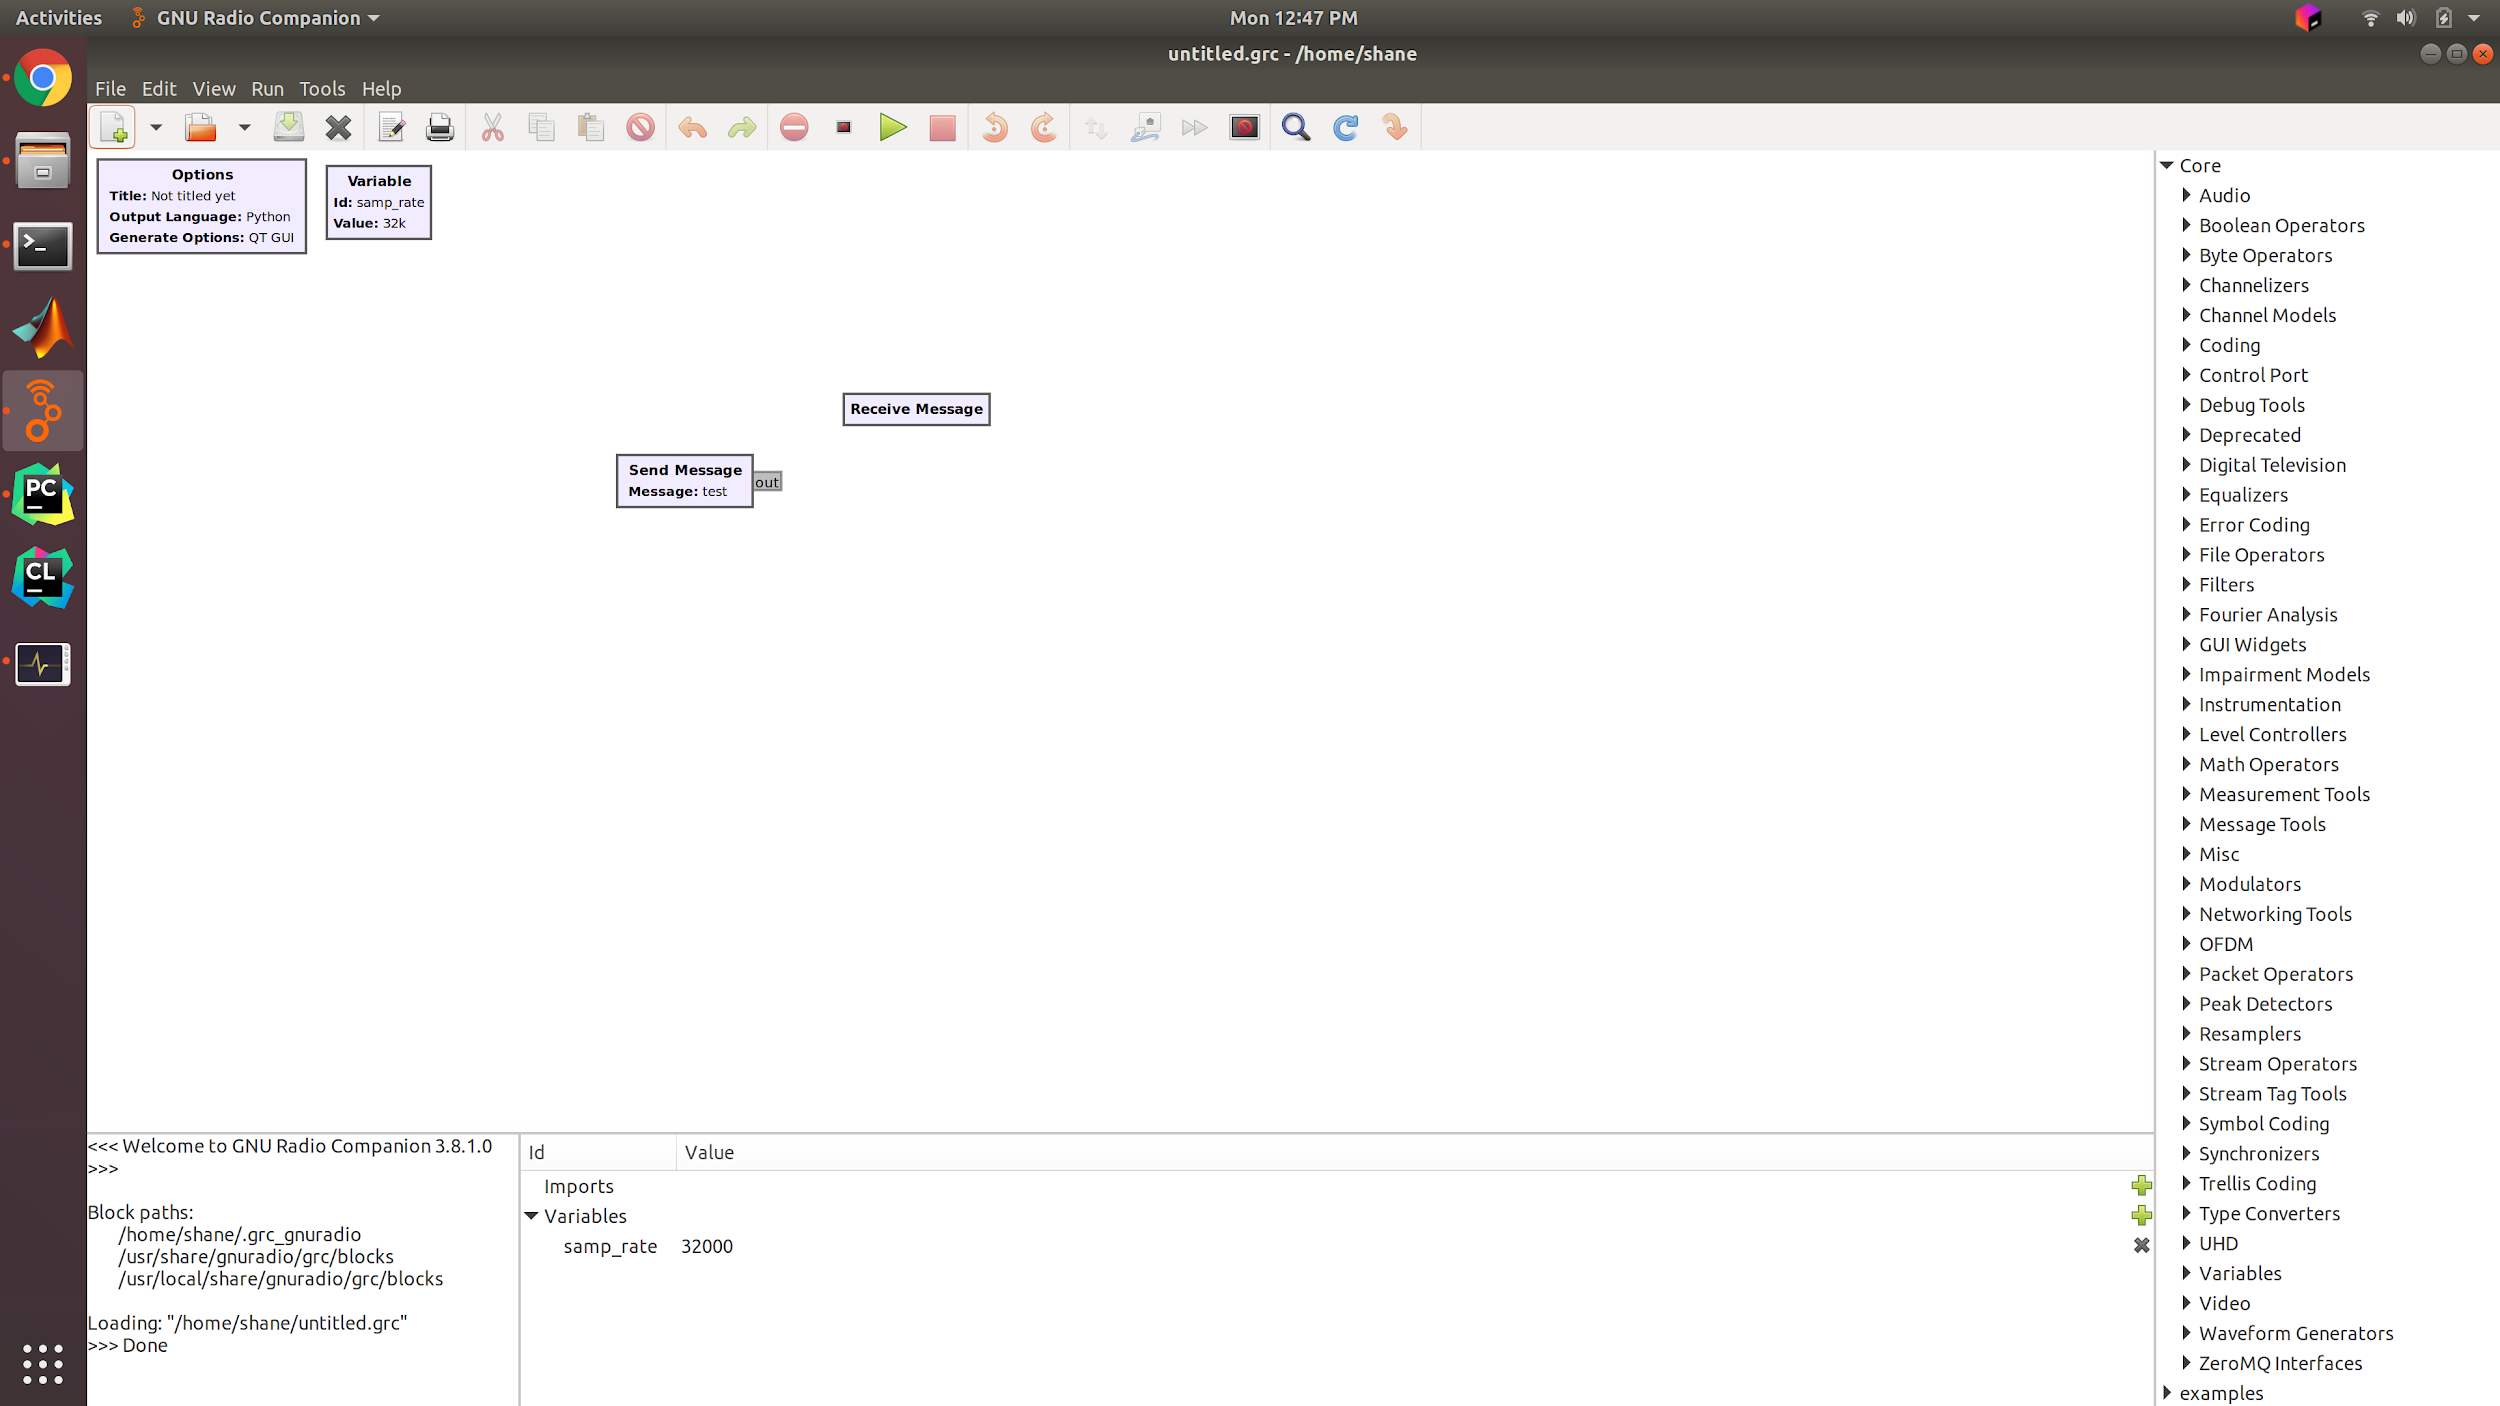 Activities GNU Radio Companion Mon 12:47 PM
untitled.grc - /home/shane
File Edit View Run Tools Help
Options
Title: Not titled yet
Output Language: Python
Generate Options: QT GUI
Variable
Id: samp_rate
Value: 32k
Receive Message
Send Message
Message: test
out
PC
CL
<<< Welcome to GNU Radio Companion 3.8.1.0
>>>
Block paths:
/home/shane/.grc_gnuradio
/usr/share/gnuradio/grc/blocks
/usr/local/share/gnuradio/grc/blocks
Loading: "/home/shane/untitled.grc"
>>> Done
Id Value
Imports
Variables
samp_rate 32000
Core
Audio
Boolean Operators
Byte Operators
Channelizers
Channel Models
Coding
Control Port
Debug Tools
Deprecated
Digital Television
Equalizers
Error Coding
File Operators
Filters
Fourier Analysis
GUI Widgets
Impairment Models
Instrumentation
Level Controllers
Math Operators
Measurement Tools
Message Tools
Misc
Modulators
Networking Tools
OFDM
Packet Operators
Peak Detectors
Resamplers
Stream Operators
Stream Tag Tools
Symbol Coding
Synchronizers
Trellis Coding
Type Converters
UHD
Variables
Video
Waveform Generators
ZeroMQ Interfaces
examples